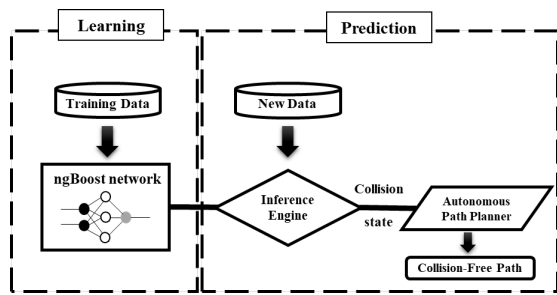 Learning
Prediction
Training Data
New Data
ngBoost network
Inference
Engine
Collision
state
Autonomous
Path Planner
Collision-Free Path